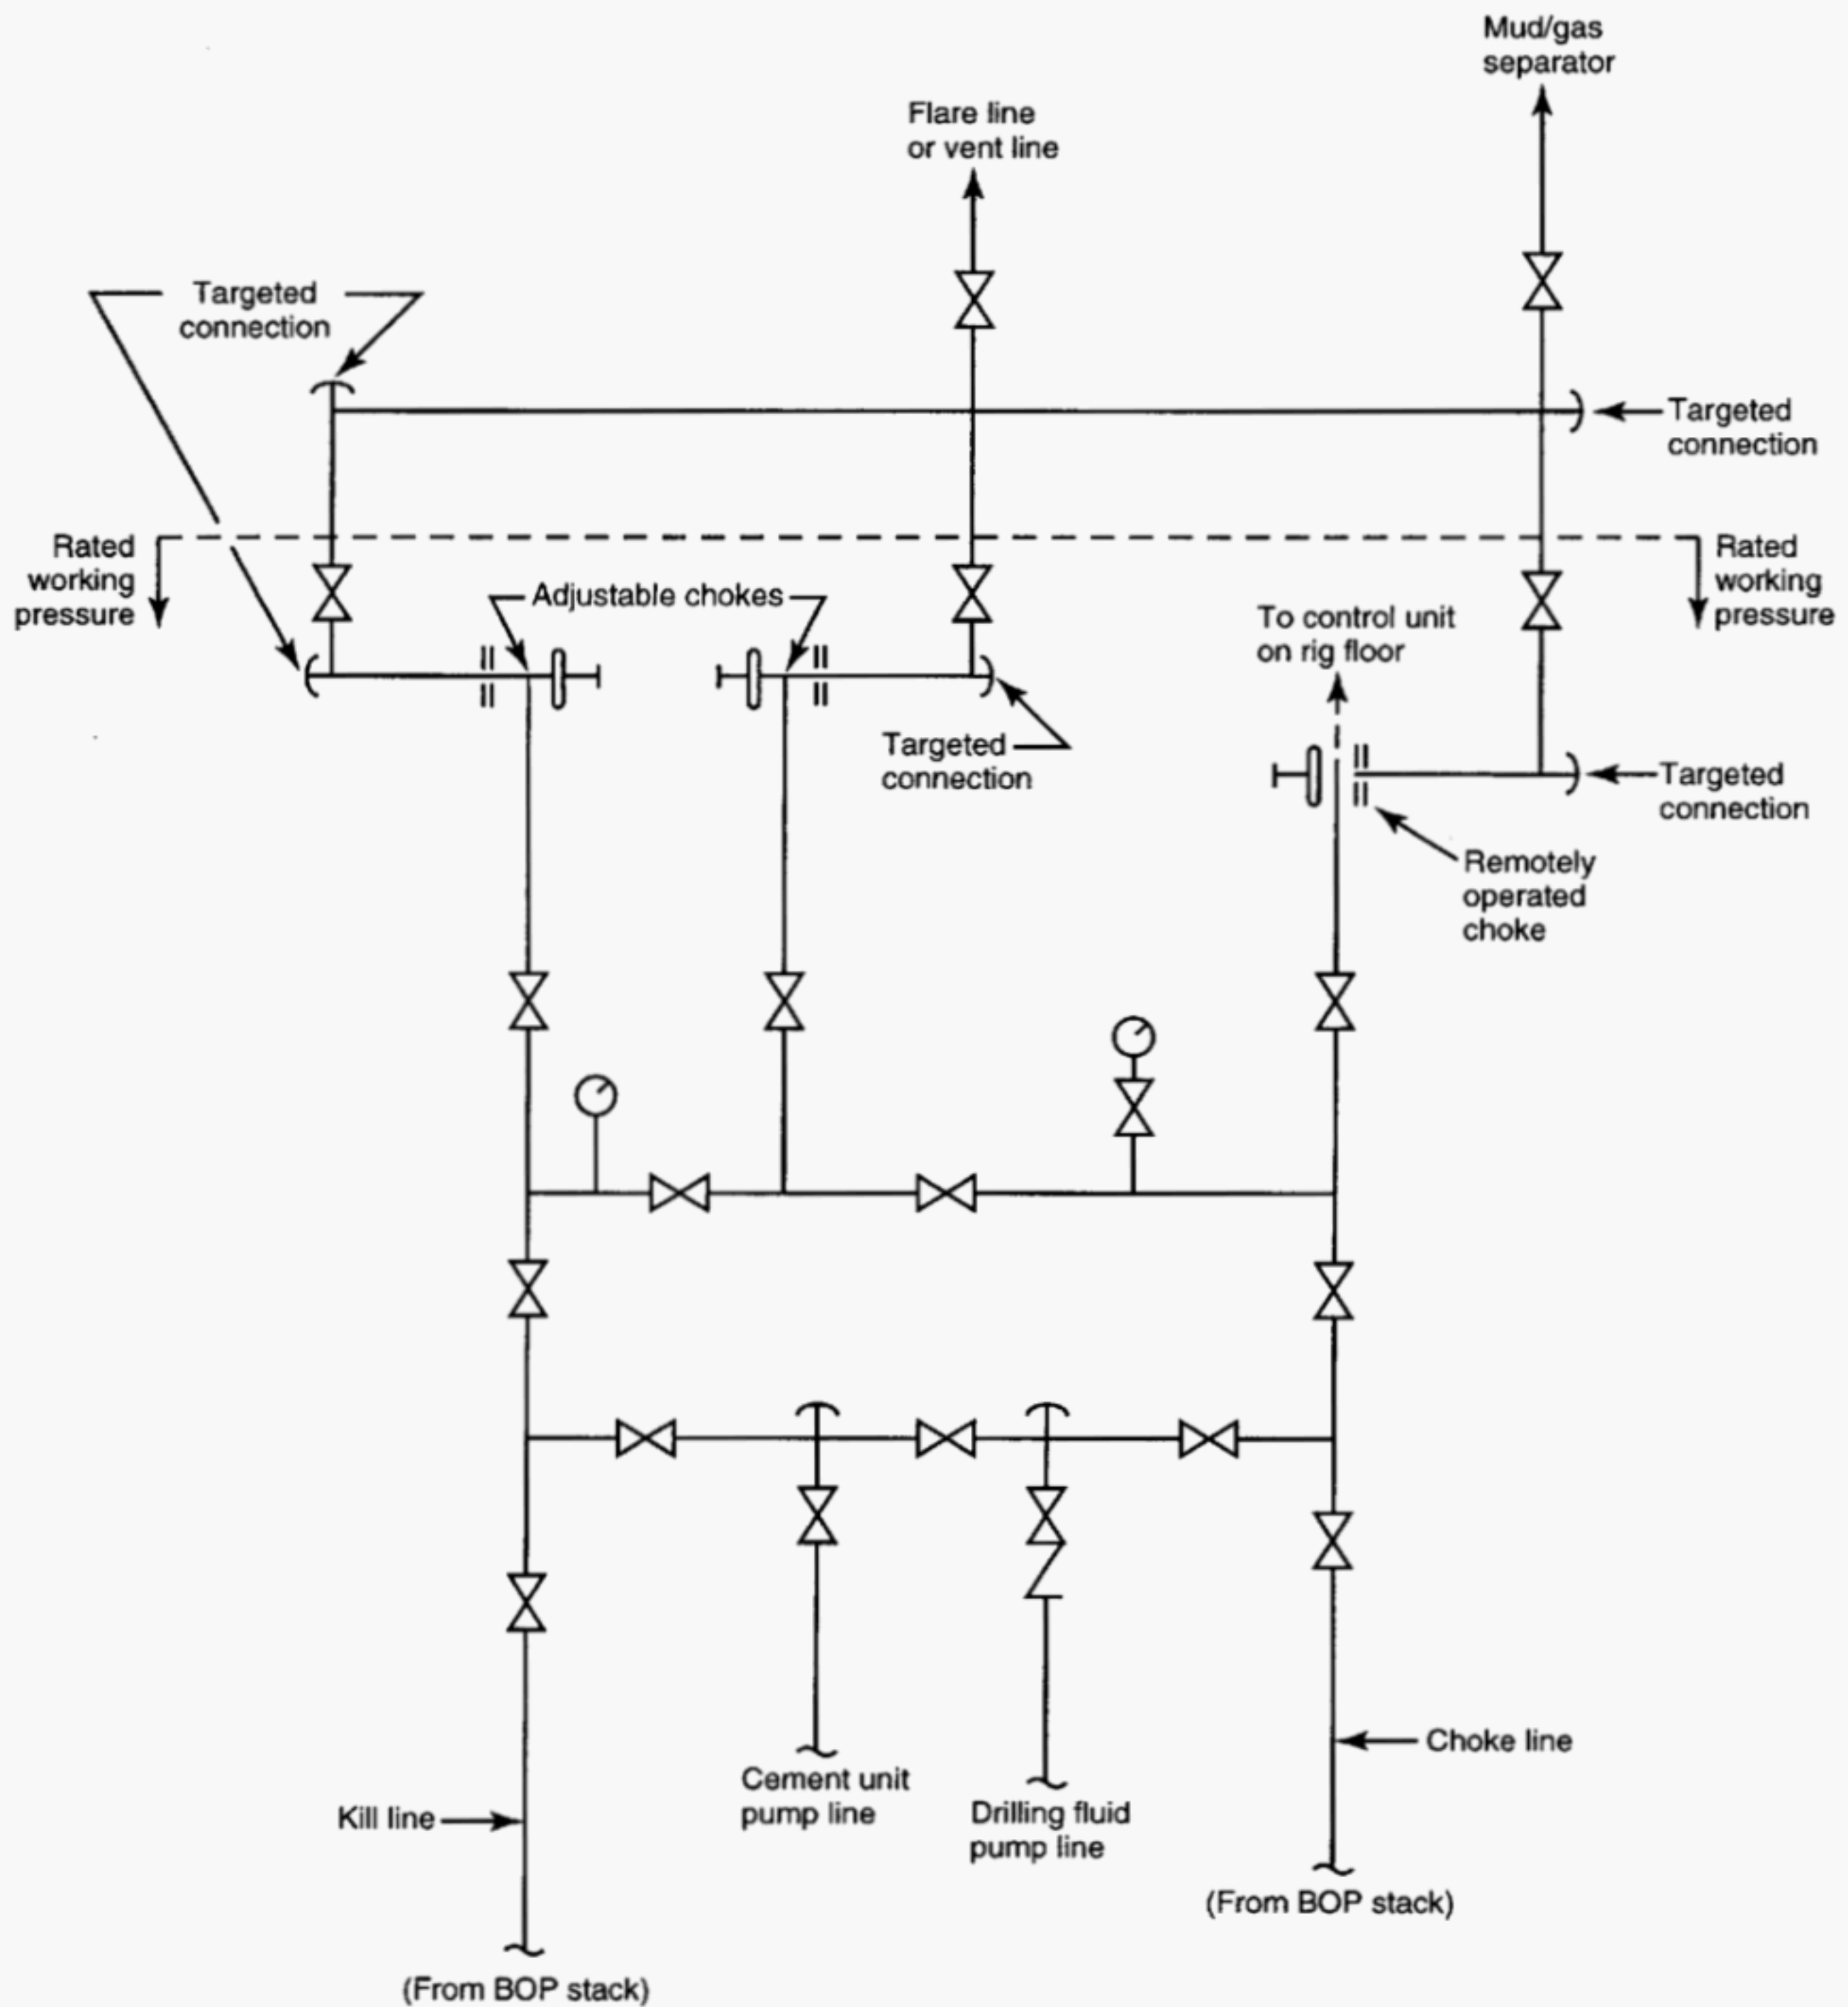 Mud/gas
separator
Flare line
or vent line
Targeted
connection
Targeted
connection
Rated
working
pressure
Adjustable chokes
Rated
working
pressure
To control unit
on rig floor
Targeted
connection
Targeted
connection
Remotely
operated
choke
Choke line
Cement unit
pump line
Drilling fluid
pump line
Kill line
(From BOP stack)
(From BOP stack)